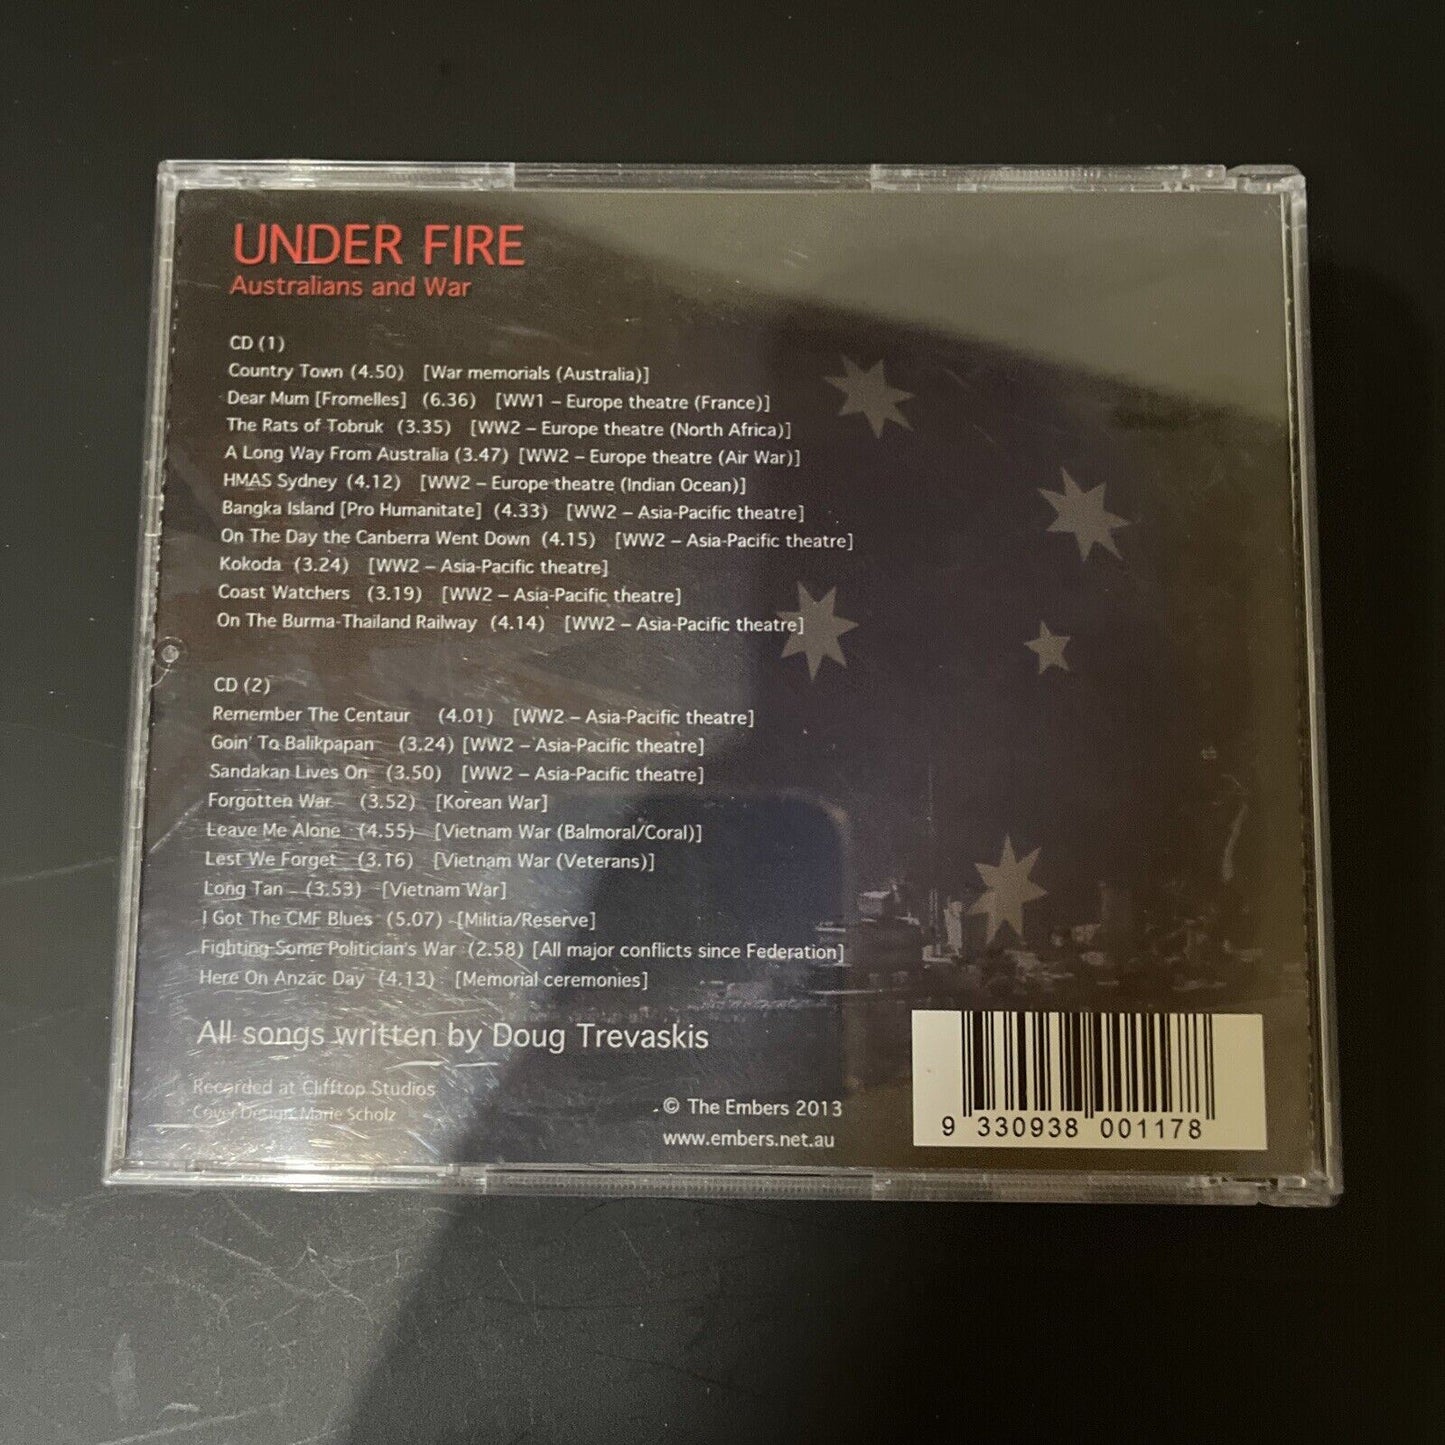 UNDER FIRE
Australians and War
CD (1)
Country Town (4.50) [War memorials (Australia)]
Dear Mum [Fromelles] (6.36) [WW1 – Europe theatre (France)]
The Rats of Tobruk (3.35) [WW2 – Europe theatre (North Africa)]
A Long Way From Australia (3.47) [WW2 – Europe theatre (Air War)]
HMAS Sydney (4.12) [WW2 – Europe theatre (Indian Ocean)]
Bangka Island [Pro Humanitate] (4.33) [WW2 – Asia-Pacific theatre]
On The Day the Canberra Went Down (4.15) [WW2 – Asia-Pacific theatre]
Kokoda (3.24) [WW2 – Asia-Pacific theatre]
Coast Watchers (3.19) [WW2 – Asia-Pacific theatre]
On The Burma-Thailand Railway (4.14) [WW2 – Asia-Pacific theatre]
CD (2)
Remember The Centaur (4.01) [WW2 – Asia-Pacific theatre]
Goin' To Balikpapan (3.24) [WW2 – Asia-Pacific theatre]
Sandakan Lives On (3.50) [WW2 – Asia-Pacific theatre]
Forgotten War (3.52) [Korean War]
Leave Me Alone (4.55) [Vietnam War (Balmoral/Coral)]
Lest We Forget (3.16) [Vietnam War (Veterans)]
Long Tan (3.53) [Vietnam War]
I Got The CMF Blues (5.07) [Militia/Reserve]
Fighting Some Politician's War (2.58) [All major conflicts since Federation]
Here On Anzac Day (4.13) [Memorial ceremonies]
All songs written by Doug Trevaskis
Recorded at Clifftop Studios
Cover Design: Marie Scholz
© The Embers 2013
www.embers.net.au
9 330938 001178